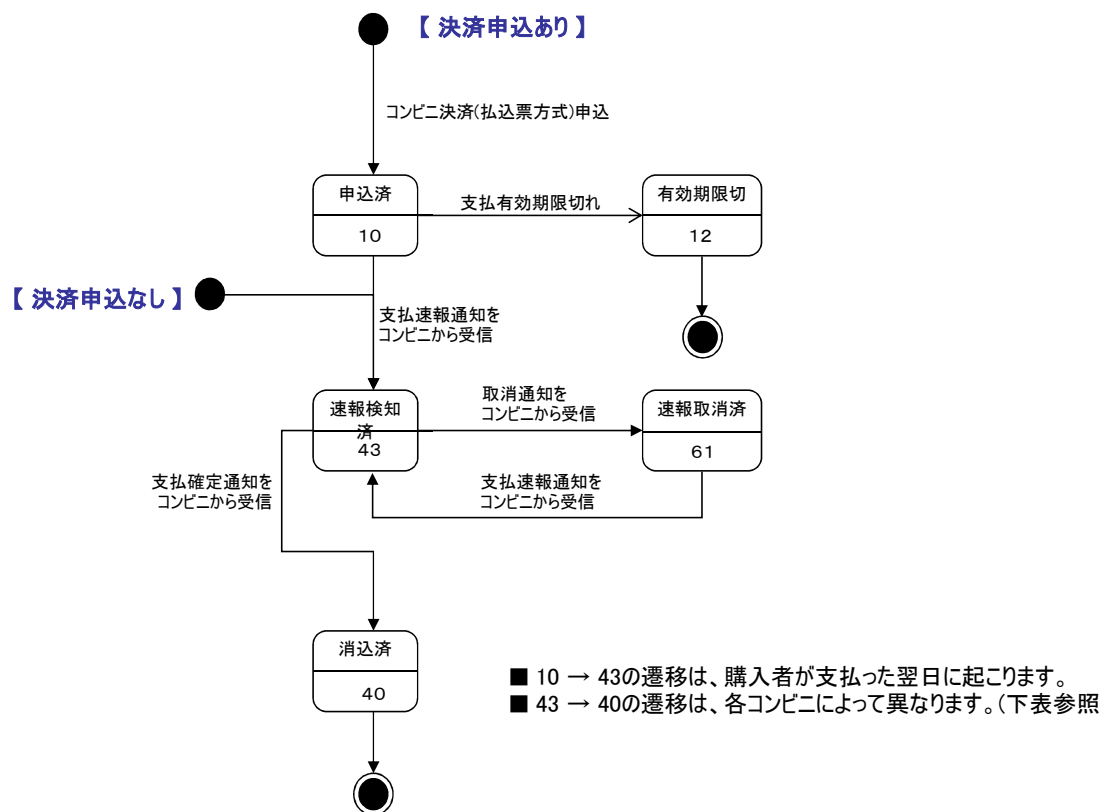 【 決済申込あり 】
コンビニ決済(払込票方式)申込
申込済
10
支払有効期限切れ
有効期限切
12
【 決済申込なし 】
支払速報通知を
コンビニから受信
速報検知
済
43
取消通知を
コンビニから受信
速報取消済
61
支払確定通知を
コンビニから受信
支払速報通知を
コンビニから受信
消込済
40
■ 10 → 43の遷移は、購入者が支払った翌日に起こります。
■ 43 → 40の遷移は、各コンビニによって異なります。(下表参照